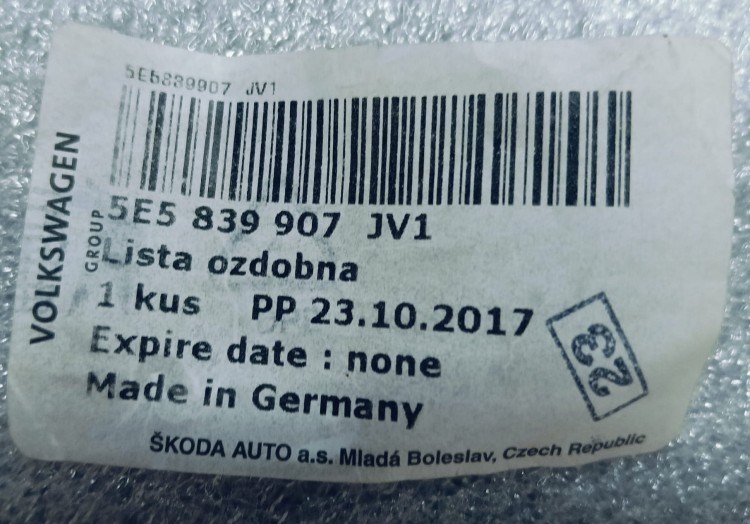 VOLKSWAGEN
GROUP
5E5839907 JV1
5E5 839 907 JV1
Lista ozdobna
1 kus PP 23.10.2017
Expire date : none
Made in Germany
ŠKODA AUTO a.s. Mladá Boleslav, Czech Republic